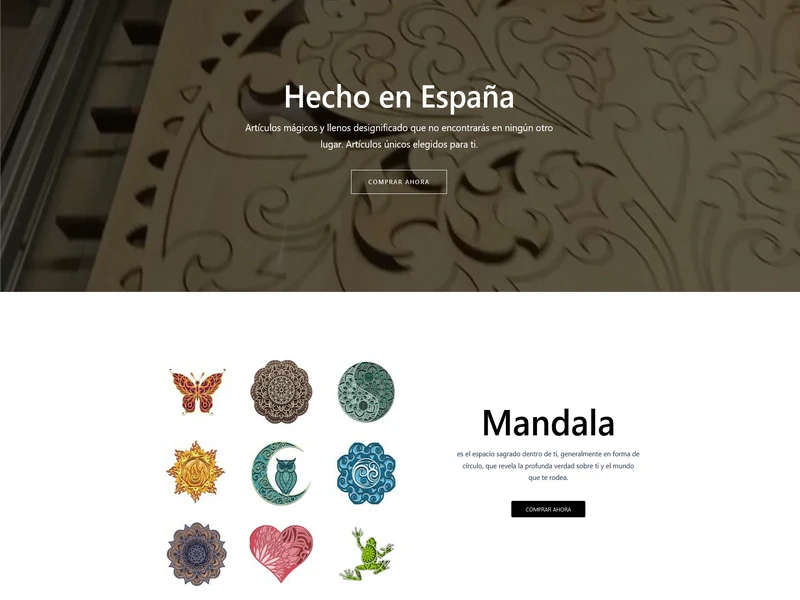 Hecho en España
Artículos mágicos y llenos designificado que no encontrarás en ningún otro
lugar. Artículos únicos elegidos para ti.
COMPRAR AHORA
Mandala
es el espacio sagrado dentro de ti, generalmente en forma de
círculo, que revela la profunda verdad sobre ti y el mundo
que te rodea.
COMPRAR AHORA